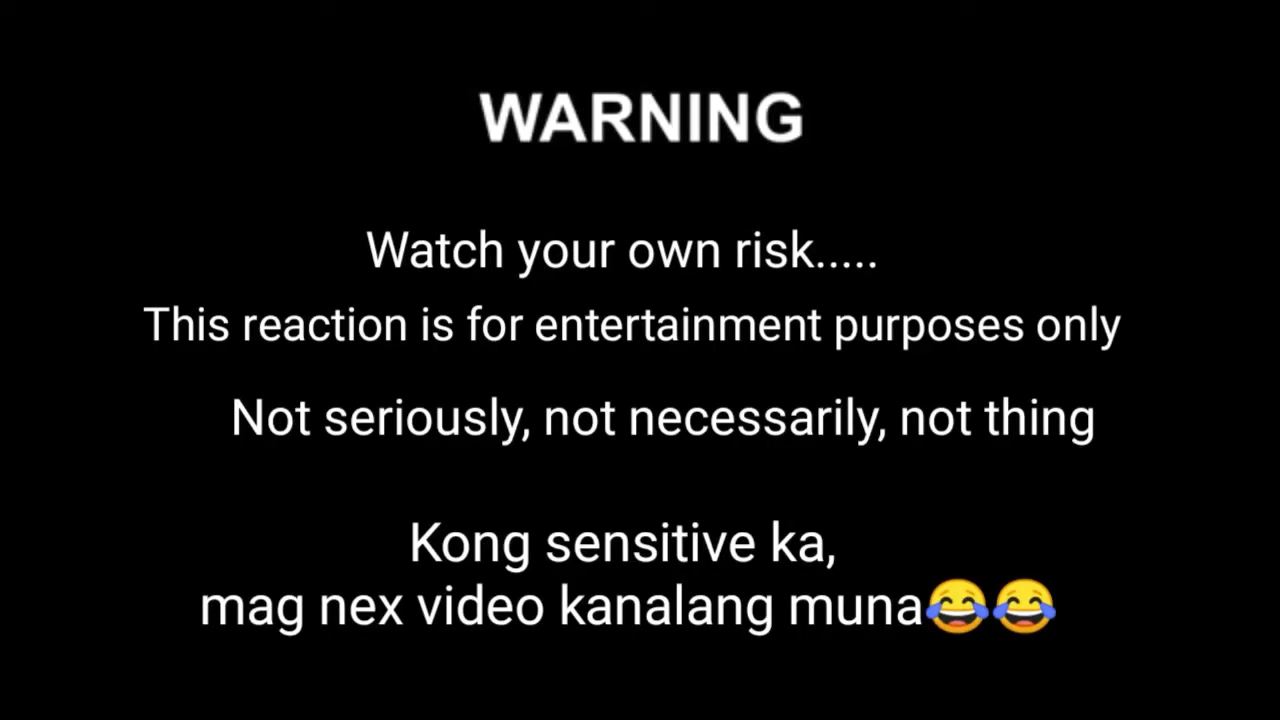 WARNING
Watch your own risk.....
This reaction is for entertainment purposes only
Not seriously, not necessarily, not thing
Kong sensitive ka,
mag nex video kanalang muna😂😂